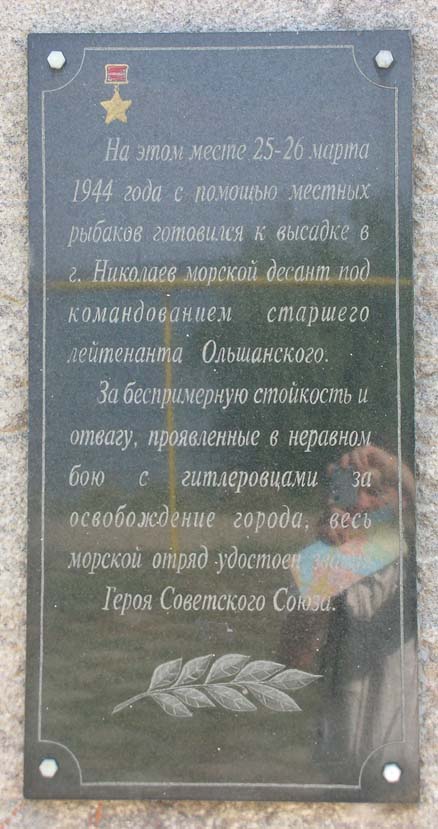 На этом месте 25-26 марта
1944 года с помощью местных
рыбаков готовился к высадке в
г. Николаев морской десант под
командованием старшего
лейтенанта Ольшанского.
За беспримерную стойкость и
отвагу, проявленные в неравном
бою с гитлеровцами за
освобождение города, весь
морской отряд удостоен звания
Героя Советского Союза.